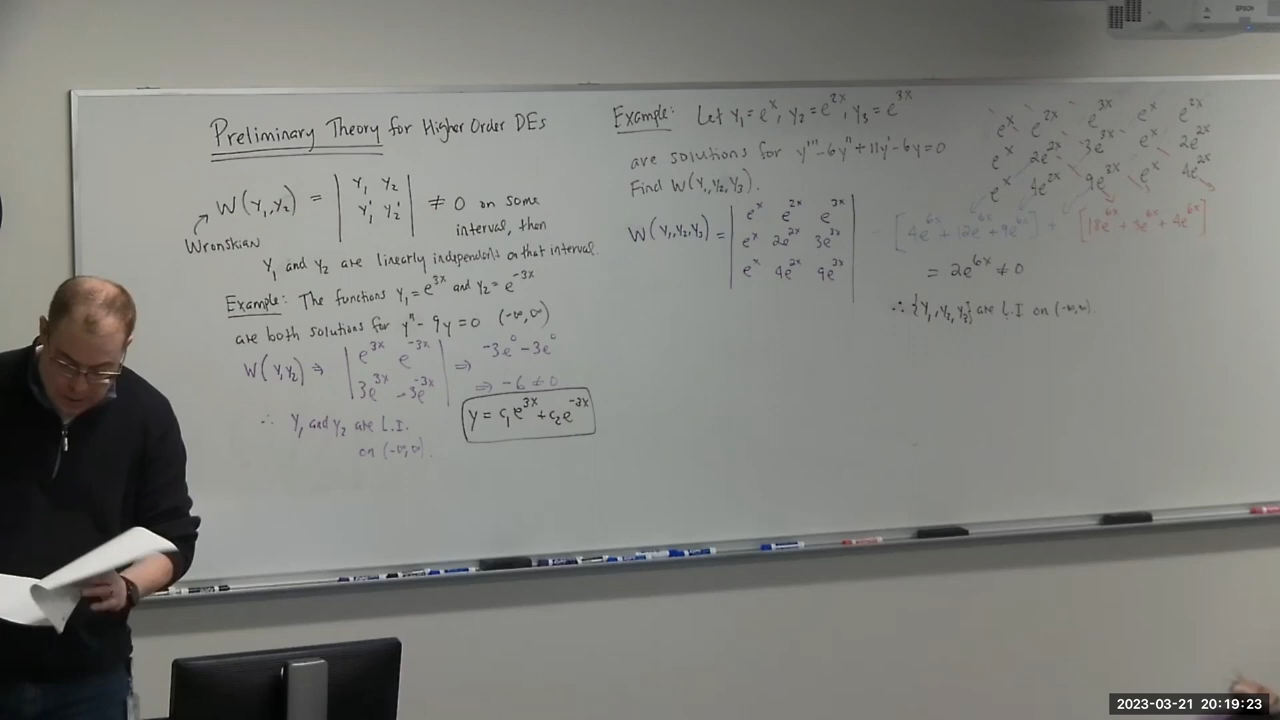 Preliminary Theory for Higher Order DEs
W(Y₁,Y₂) = | Y₁ Y₂ | ≠ 0 on some
| Y₁' Y₂' | interval, then
Wronskian
Y₁ and Y₂ are linearly independent on that interval.
Example: The functions Y₁ = e^3x and Y₂ = e^-3x
are both solutions for y'' - 9y = 0 (-∞,∞)
W(Y₁,Y₂) ⇒ | e^3x e^-3x | ⇒ -3e^0 - 3e^0
| 3e^3x -3e^-3x | ⇒ -6 ≠ 0
∴ Y₁ and Y₂ are L.I.
on (-∞,∞).
y = c₁e^3x + c₂e^-3x
Example: Let Y₁ = e^x, Y₂ = e^2x, Y₃ = e^3x
are solutions for y''' - 6y'' + 11y' - 6y = 0
Find W(Y₁,Y₂,Y₃).
W(Y₁,Y₂,Y₃) = | e^x e^2x e^3x |
| e^x 2e^2x 3e^3x |
| e^x 4e^2x 9e^3x |
e^x e^2x e^3x e^x e^2x
e^x 2e^2x 3e^3x e^x 2e^2x
e^x 4e^2x 9e^3x e^x 4e^2x
- [4e^6x + 12e^6x + 9e^6x] + [18e^6x + 3e^6x + 4e^6x]
= 2e^6x ≠ 0
∴ {Y₁, Y₂, Y₃} are L.I on (-∞,∞).
EPSON
2023-03-21 20:19:23